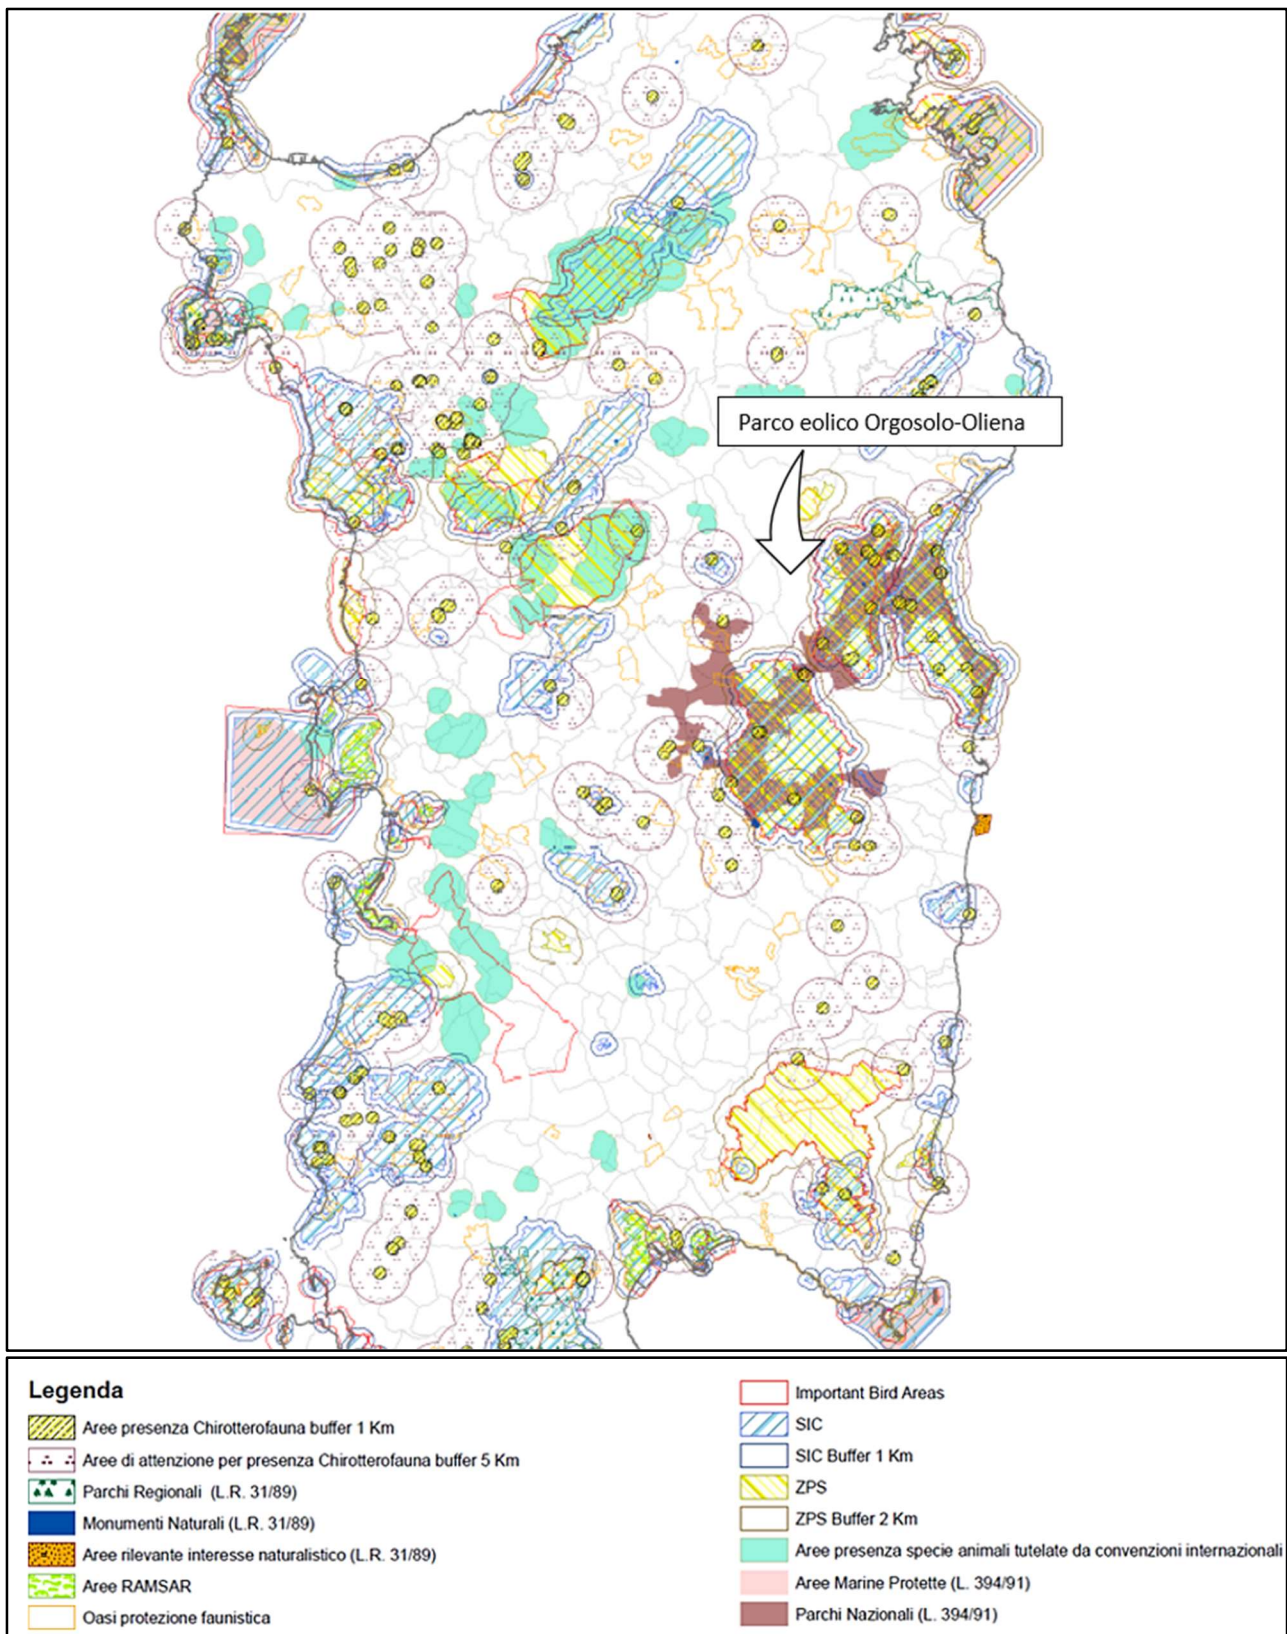 Parco eolico Orgosolo-Oliena
Legenda
Aree presenza Chirotterofauna buffer 1 Km
Aree di attenzione per presenza Chirotterofauna buffer 5 Km
Parchi Regionali (L.R. 31/89)
Monumenti Naturali (L.R. 31/89)
Aree rilevante interesse naturalistico (L.R. 31/89)
Aree RAMSAR
Oasi protezione faunistica
Important Bird Areas
SIC
SIC Buffer 1 Km
ZPS
ZPS Buffer 2 Km
Aree presenza specie animali tutelate da convenzioni internazionali
Aree Marine Protette (L. 394/91)
Parchi Nazionali (L. 394/91)